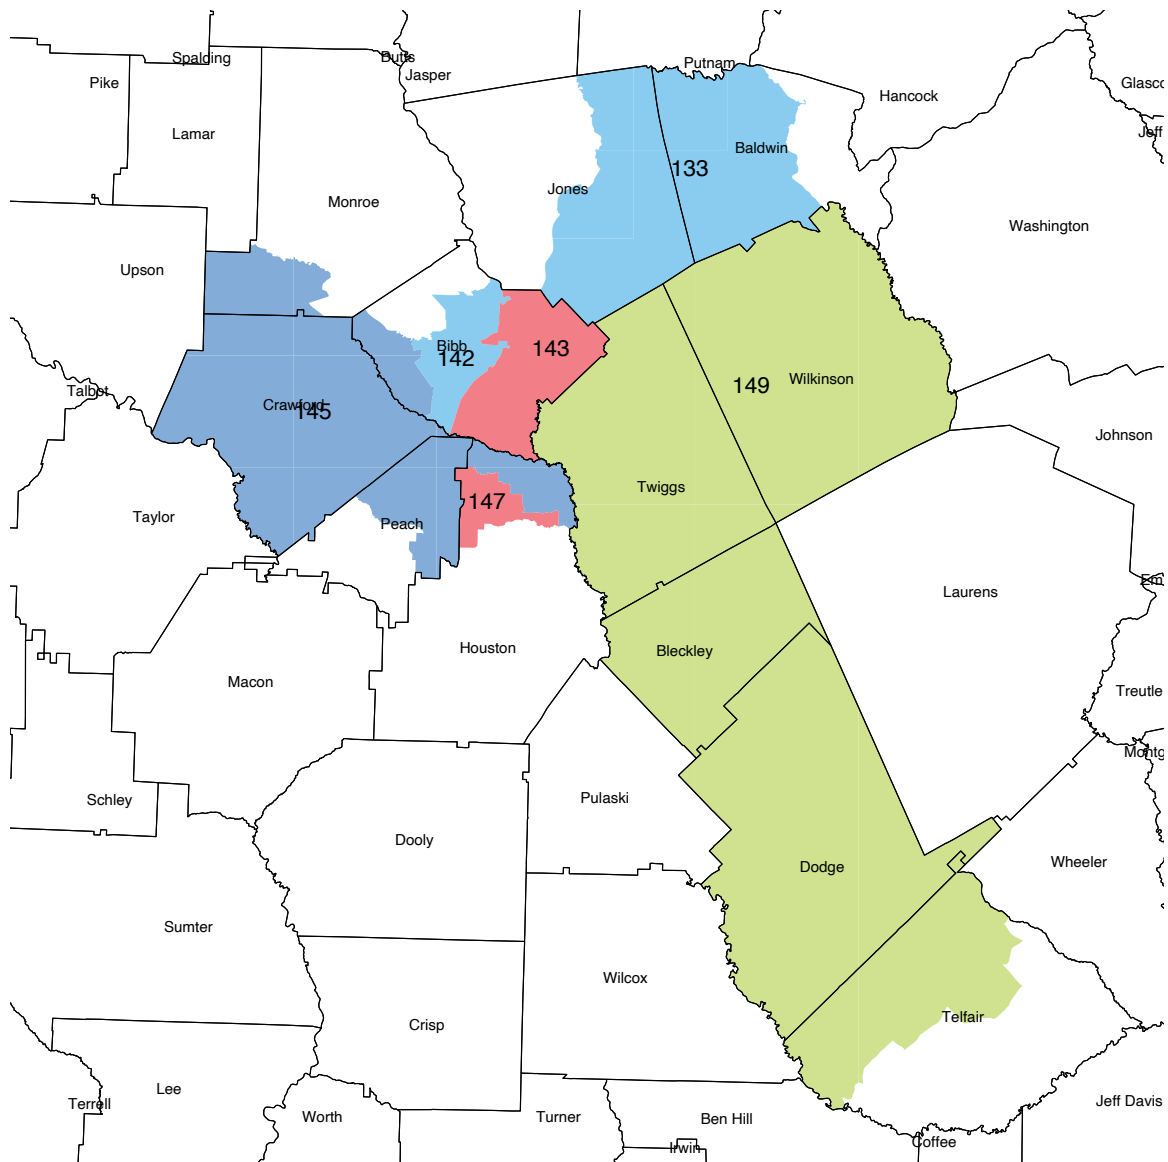 Spalding
Butts
Putnam
Pike
Jasper
Glasco
Hancock
Lamar
Jeff
Baldwin
133
Jones
Monroe
Washington
Upson
Bibb
142
143
149
Wilkinson
Talbot
Crawford
145
Johnson
Twiggs
147
Taylor
Peach
Em
Laurens
Houston
Bleckley
Macon
Treutle
Montg
Schley
Pulaski
Dooly
Dodge
Wheeler
Sumter
Wilcox
Telfair
Crisp
Lee
Terrell
Worth
Turner
Ben Hill
Jeff Davis
Irwin
Coffee